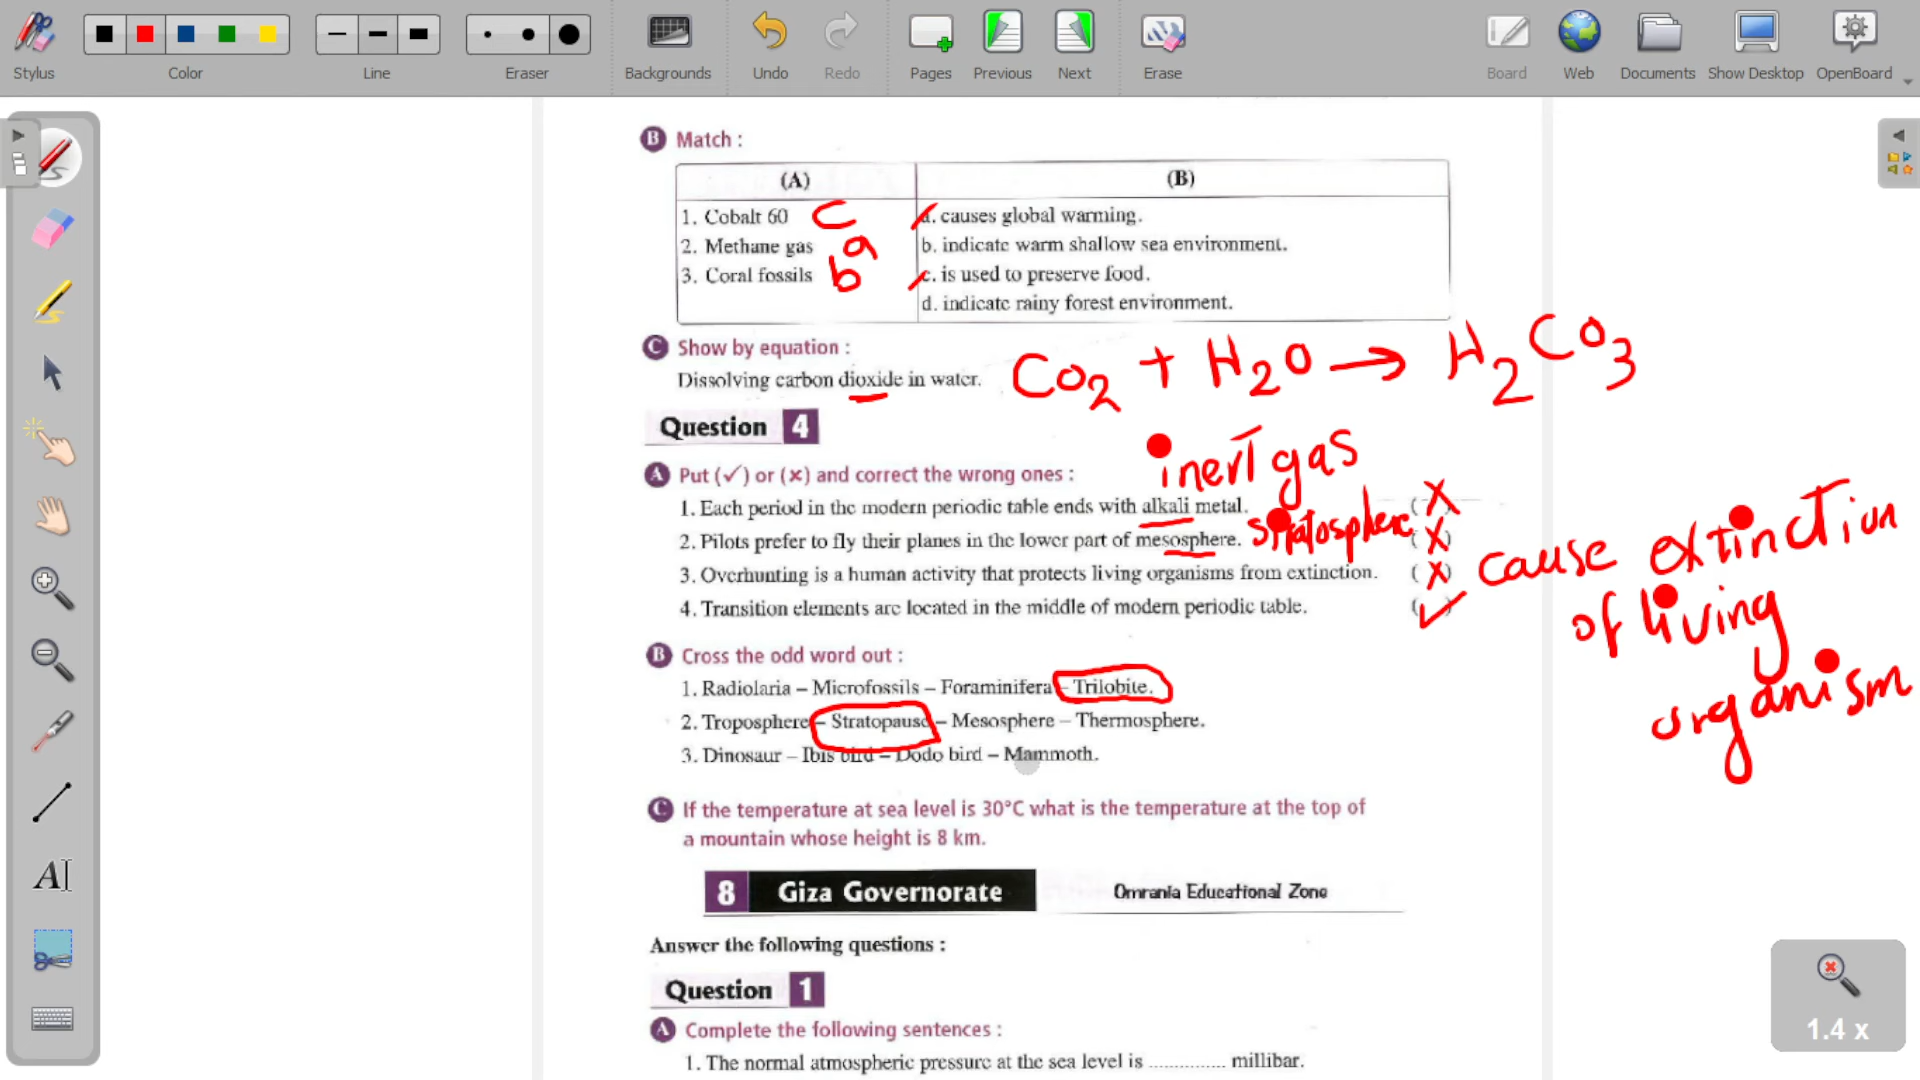 Stylus
Color
Line
Eraser
Backgrounds
Undo
Redo
Pages
Previous
Next
Erase
Board
Web
Documents
Show Desktop
OpenBoard
B Match :
(A) (B)
1. Cobalt 60 C a. causes global warming.
2. Methane gas a b. indicate warm shallow sea environment.
3. Coral fossils b c. is used to preserve food.
d. indicate rainy forest environment.
C Show by equation :
Dissolving carbon dioxide in water. CO2 + H2O → H2CO3
Question 4
inert gas
A Put (✓) or (×) and correct the wrong ones :
1. Each period in the modern periodic table ends with alkali metal. (X)
2. Pilots prefer to fly their planes in the lower part of mesosphere. stratosphere (X)
3. Overhunting is a human activity that protects living organisms from extinction. (X) cause extinction
4. Transition elements are located in the middle of modern periodic table. (✓) of living
organism
B Cross the odd word out :
1. Radiolaria – Microfossils – Foraminifera – Trilobite.
2. Troposphere – Stratopause – Mesosphere – Thermosphere.
3. Dinosaur – Ibis bird – Dodo bird – Mammoth.
C If the temperature at sea level is 30°C what is the temperature at the top of
a mountain whose height is 8 km.
8 Giza Governorate Omrania Educational Zone
Answer the following questions :
Question 1
A Complete the following sentences :
1. The normal atmospheric pressure at the sea level is .............. millibar.
1.4 x